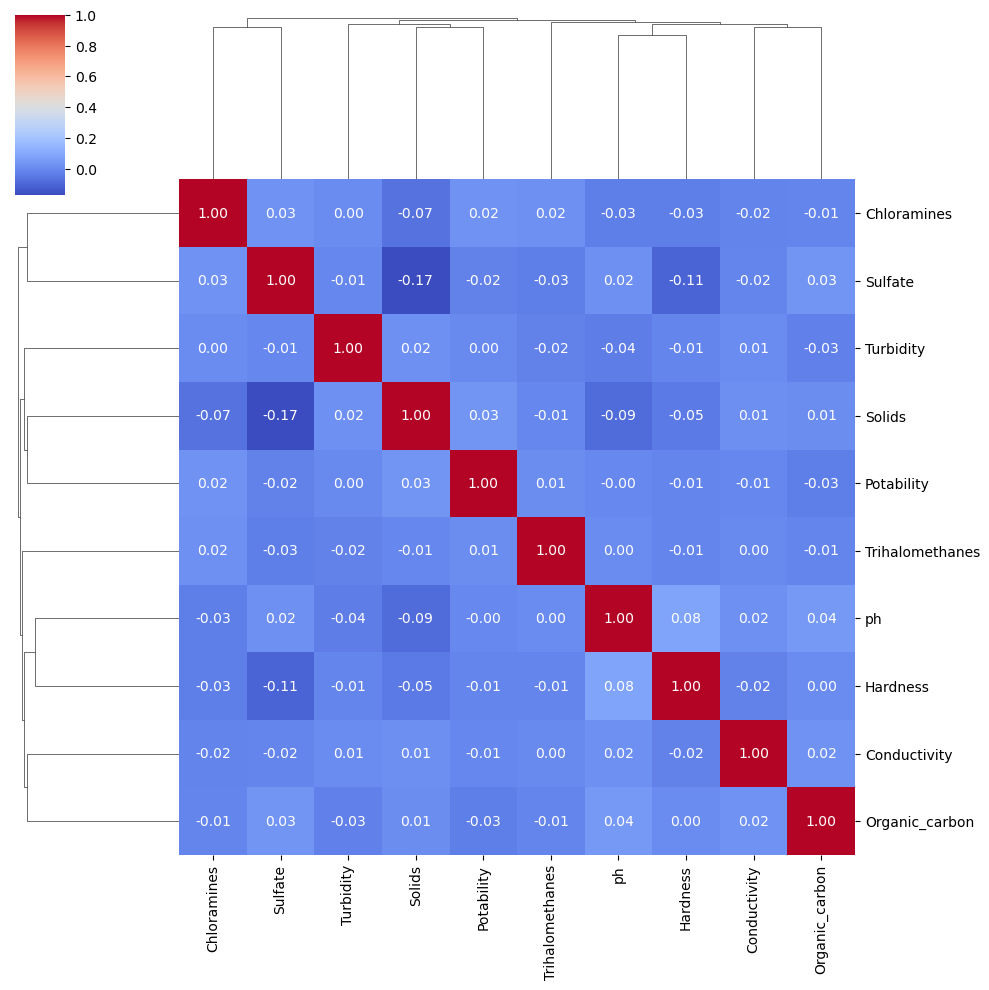 1.0
0.8
0.6
0.4
0.2
0.0
1.00 0.03 0.00 -0.07 0.02 0.02 -0.03 -0.03 -0.02 -0.01 Chloramines
0.03 1.00 -0.01 -0.17 -0.02 -0.03 0.02 -0.11 -0.02 0.03 Sulfate
0.00 -0.01 1.00 0.02 0.00 -0.02 -0.04 -0.01 0.01 -0.03 Turbidity
-0.07 -0.17 0.02 1.00 0.03 -0.01 -0.09 -0.05 0.01 0.01 Solids
0.02 -0.02 0.00 0.03 1.00 0.01 -0.00 -0.01 -0.01 -0.03 Potability
0.02 -0.03 -0.02 -0.01 0.01 1.00 0.00 -0.01 0.00 -0.01 Trihalomethanes
-0.03 0.02 -0.04 -0.09 -0.00 0.00 1.00 0.08 0.02 0.04 ph
-0.03 -0.11 -0.01 -0.05 -0.01 -0.01 0.08 1.00 -0.02 0.00 Hardness
-0.02 -0.02 0.01 0.01 -0.01 0.00 0.02 -0.02 1.00 0.02 Conductivity
-0.01 0.03 -0.03 0.01 -0.03 -0.01 0.04 0.00 0.02 1.00 Organic_carbon
Chloramines
Sulfate
Turbidity
Solids
Potability
Trihalomethanes
ph
Hardness
Conductivity
Organic_carbon